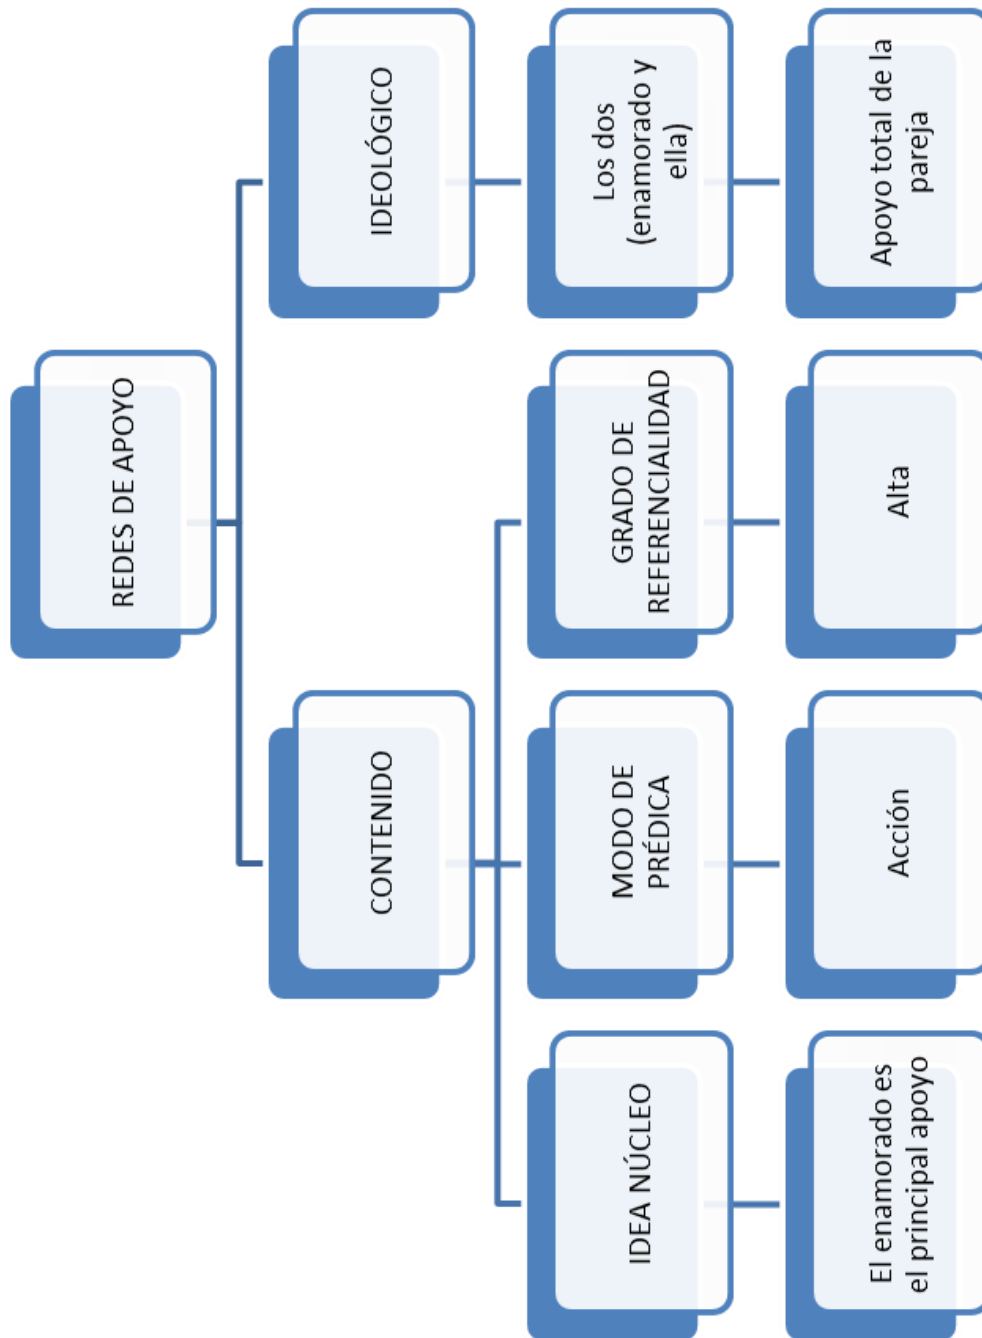 REDES DE APOYO
CONTENIDO
IDEOLÓGICO
IDEA NÚCLEO
MODO DE
PRÉDICA
GRADO DE
REFERENCIALIDAD
Los dos
(enamorado y
ella)
El enamorado es
el principal apoyo
Acción
Alta
Apoyo total de la
pareja